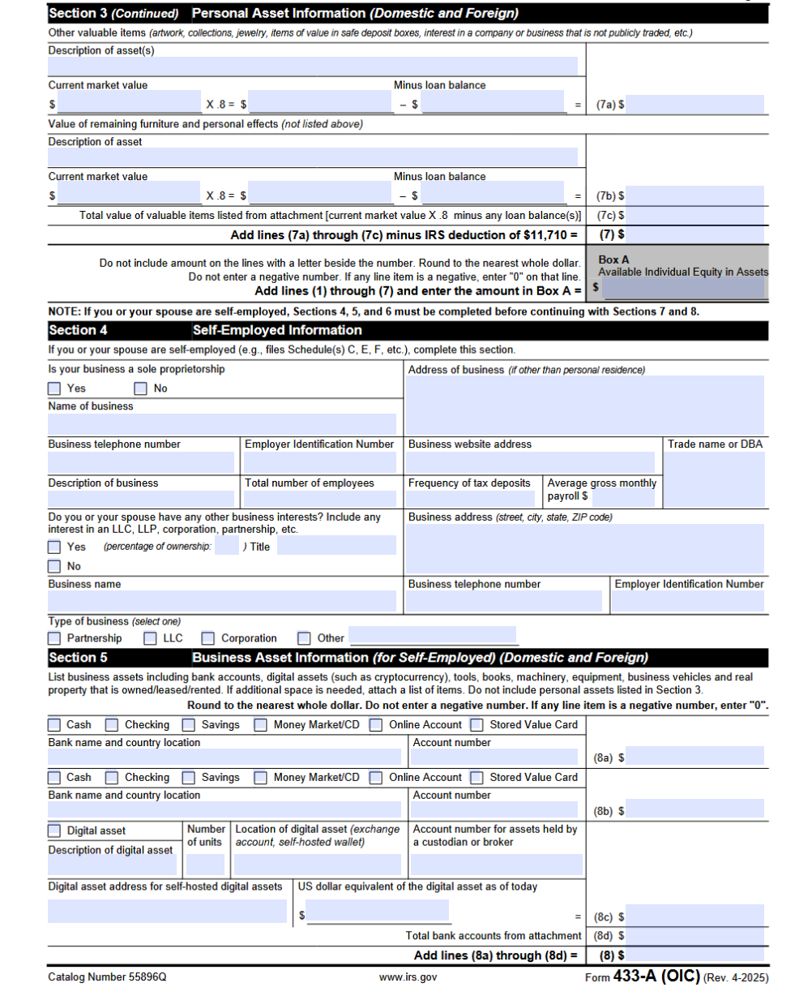 Section 3 (Continued) Personal Asset Information (Domestic and Foreign)
Other valuable items (artwork, collections, jewelry, items of value in safe deposit boxes, interest in a company or business that is not publicly traded, etc.)
Description of asset(s)
Current market value Minus loan balance
$ X .8 = $ – $ = (7a) $
Value of remaining furniture and personal effects (not listed above)
Description of asset
Current market value Minus loan balance
$ X .8 = $ – $ = (7b) $
Total value of valuable items listed from attachment [current market value X .8 minus any loan balance(s)] (7c) $
Add lines (7a) through (7c) minus IRS deduction of $11,710 = (7) $
Do not include amount on the lines with a letter beside the number. Round to the nearest whole dollar.
Do not enter a negative number. If any line item is a negative, enter "0" on that line.
Add lines (1) through (7) and enter the amount in Box A =
Box A
Available Individual Equity in Assets
$
NOTE: If you or your spouse are self-employed, Sections 4, 5, and 6 must be completed before continuing with Sections 7 and 8.
Section 4 Self-Employed Information
If you or your spouse are self-employed (e.g., files Schedule(s) C, E, F, etc.), complete this section.
Is your business a sole proprietorship
Yes No
Address of business (if other than personal residence)
Name of business
Business telephone number Employer Identification Number Business website address Trade name or DBA
Description of business Total number of employees Frequency of tax deposits Average gross monthly
payroll $
Do you or your spouse have any other business interests? Include any
interest in an LLC, LLP, corporation, partnership, etc.
Yes (percentage of ownership: ) Title
No
Business address (street, city, state, ZIP code)
Business name Business telephone number Employer Identification Number
Type of business (select one)
Partnership LLC Corporation Other
Section 5 Business Asset Information (for Self-Employed) (Domestic and Foreign)
List business assets including bank accounts, digital assets (such as cryptocurrency), tools, books, machinery, equipment, business vehicles and real
property that is owned/leased/rented. If additional space is needed, attach a list of items. Do not include personal assets listed in Section 3.
Round to the nearest whole dollar. Do not enter a negative number. If any line item is a negative number, enter "0".
Cash Checking Savings Money Market/CD Online Account Stored Value Card
Bank name and country location Account number
(8a) $
Cash Checking Savings Money Market/CD Online Account Stored Value Card
Bank name and country location Account number
(8b) $
Digital asset
Description of digital asset
Number
of units
Location of digital asset (exchange
account, self-hosted wallet)
Account number for assets held by
a custodian or broker
Digital asset address for self-hosted digital assets US dollar equivalent of the digital asset as of today
$ = (8c) $
Total bank accounts from attachment (8d) $
Add lines (8a) through (8d) = (8) $
Catalog Number 55896Q www.irs.gov Form 433-A (OIC) (Rev. 4-2025)